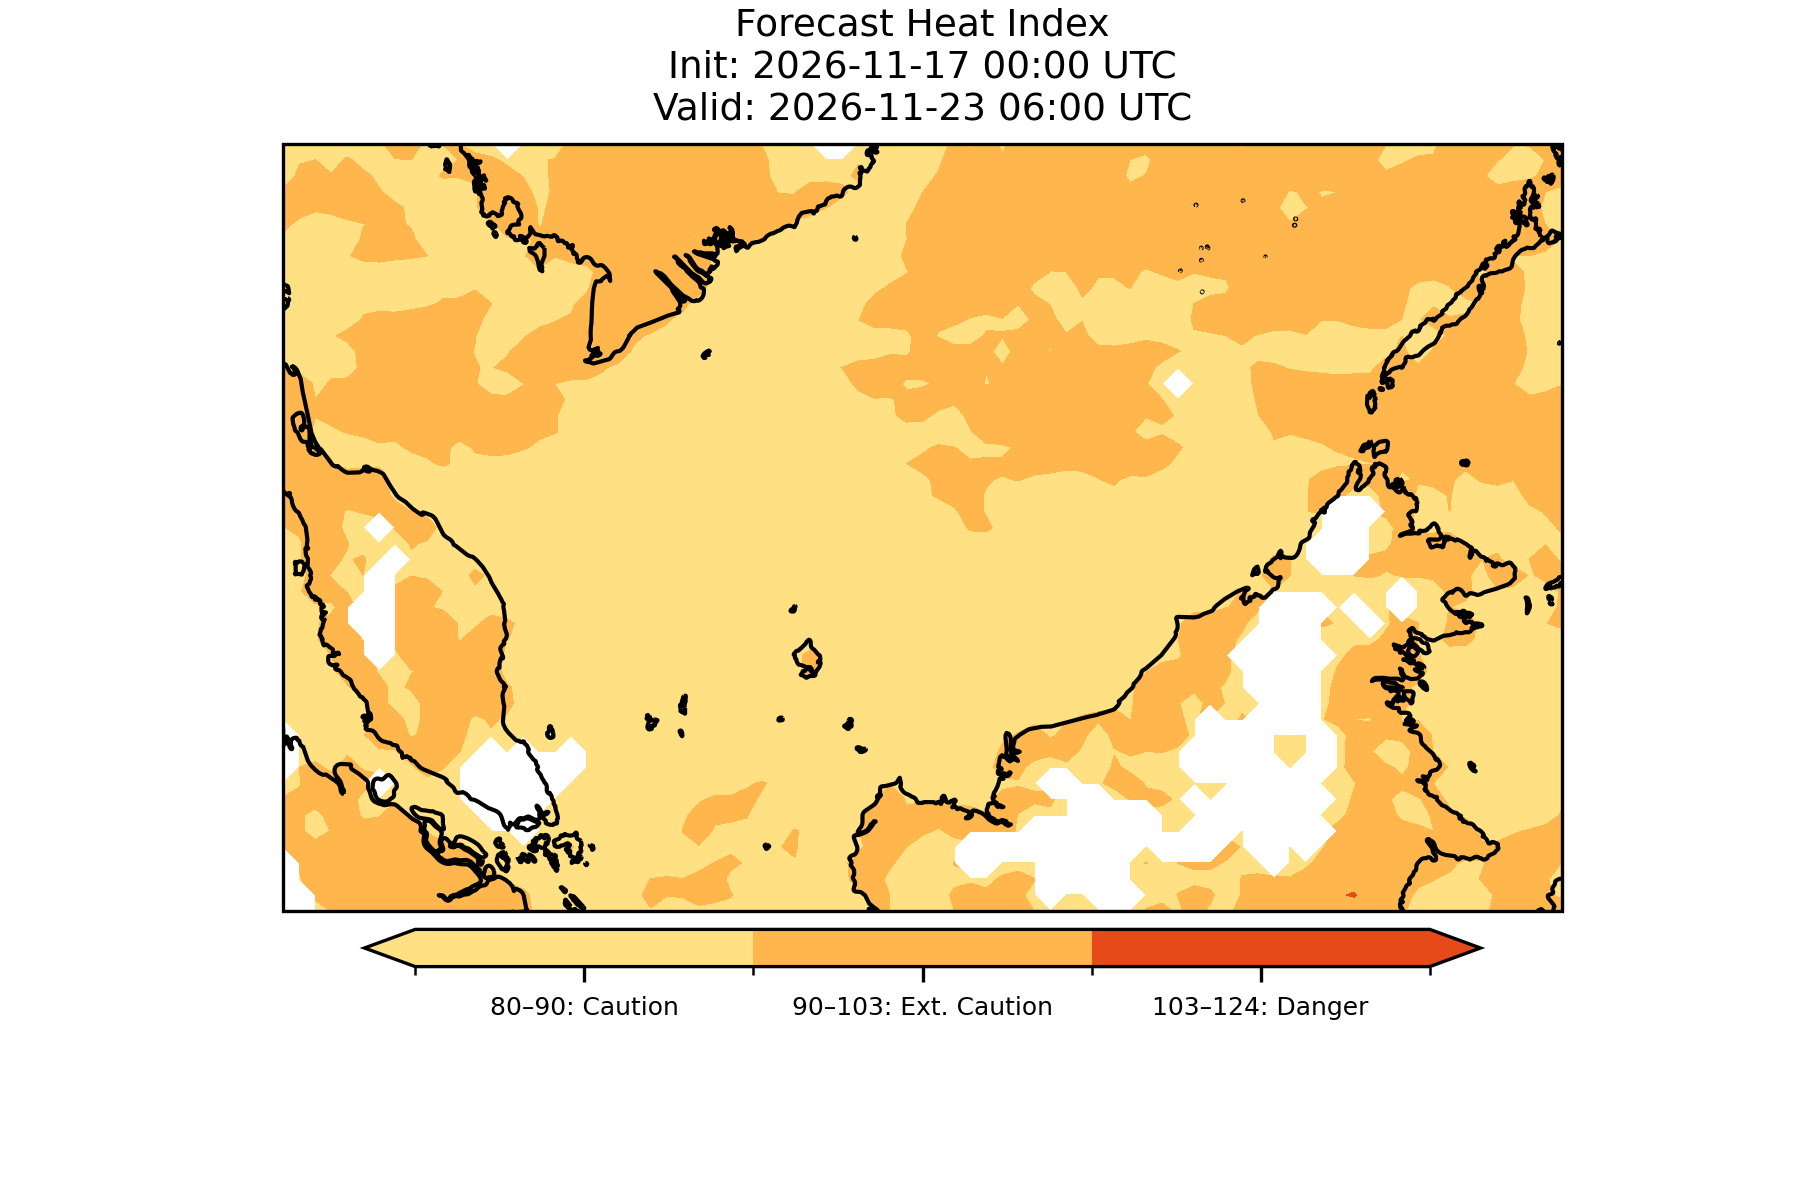 Forecast Heat Index
Init: 2026-11-17 00:00 UTC
Valid: 2026-11-23 06:00 UTC
80–90: Caution
90–103: Ext. Caution
103–124: Danger